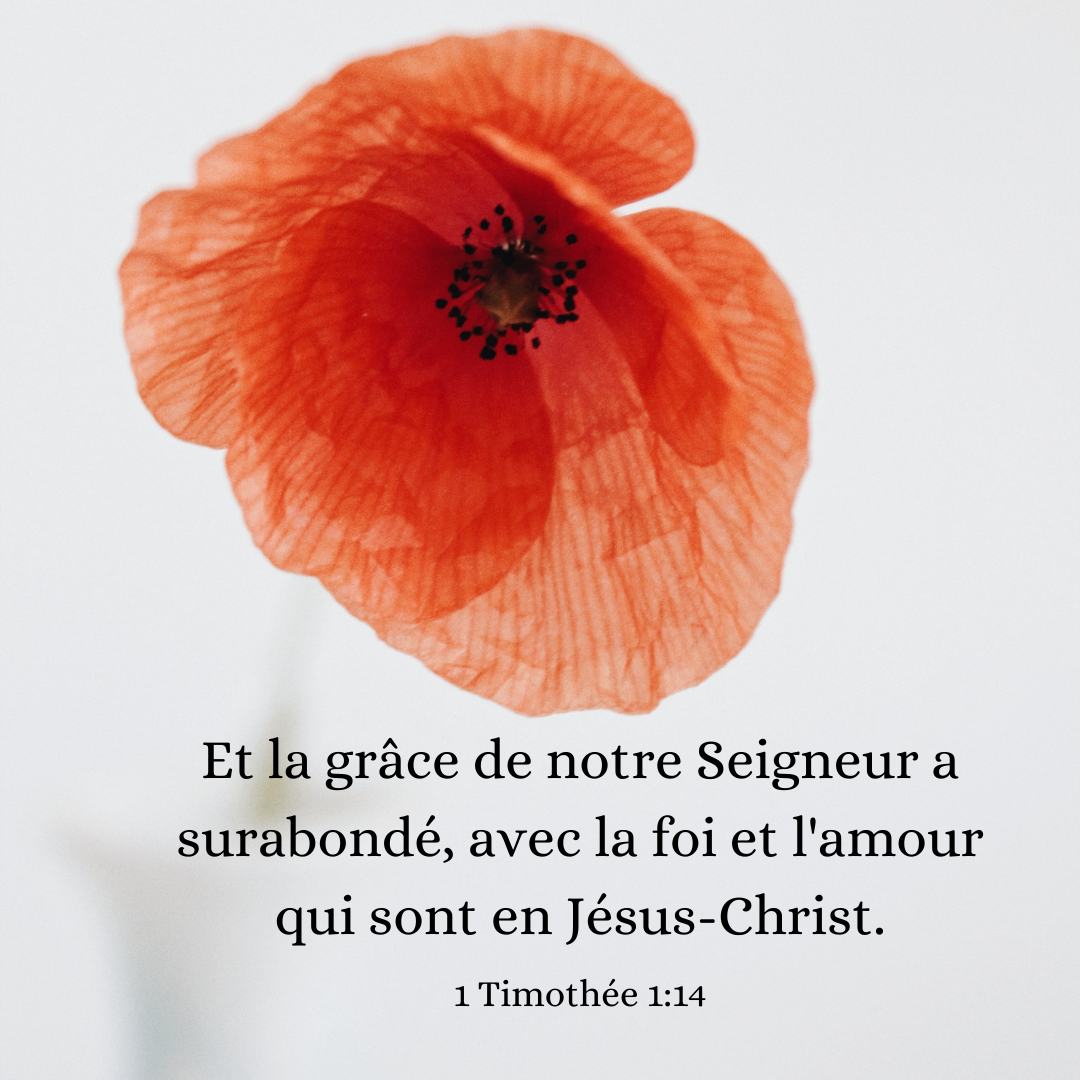 Et la grâce de notre Seigneur a
surabondé, avec la foi et l'amour
qui sont en Jésus-Christ.
1 Timothée 1:14